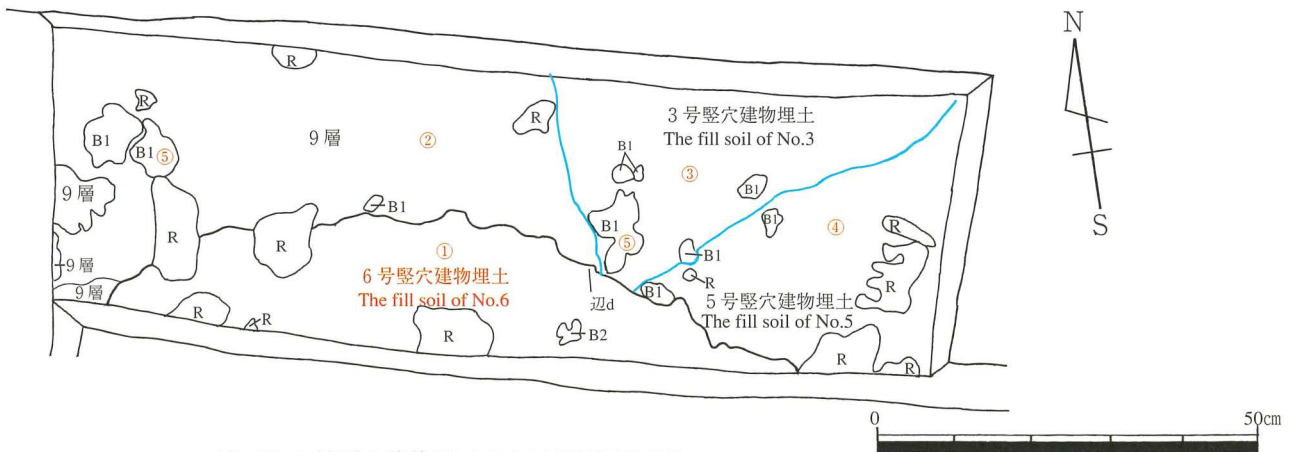 N
R
3号竪穴建物埋土
The fill soil of No.3
R
R
9層
②
B1
B1
⑤
B1
③
B1
9層
B1
B1
④
R
R
R
B1
①
B1
⑤
B1
R
9層
6号竪穴建物埋土
The fill soil of No.6
9層
辺d
B1
R
5号竪穴建物埋土
The fill soil of No.5
R
R
R
B2
R
R
S
0
50cm